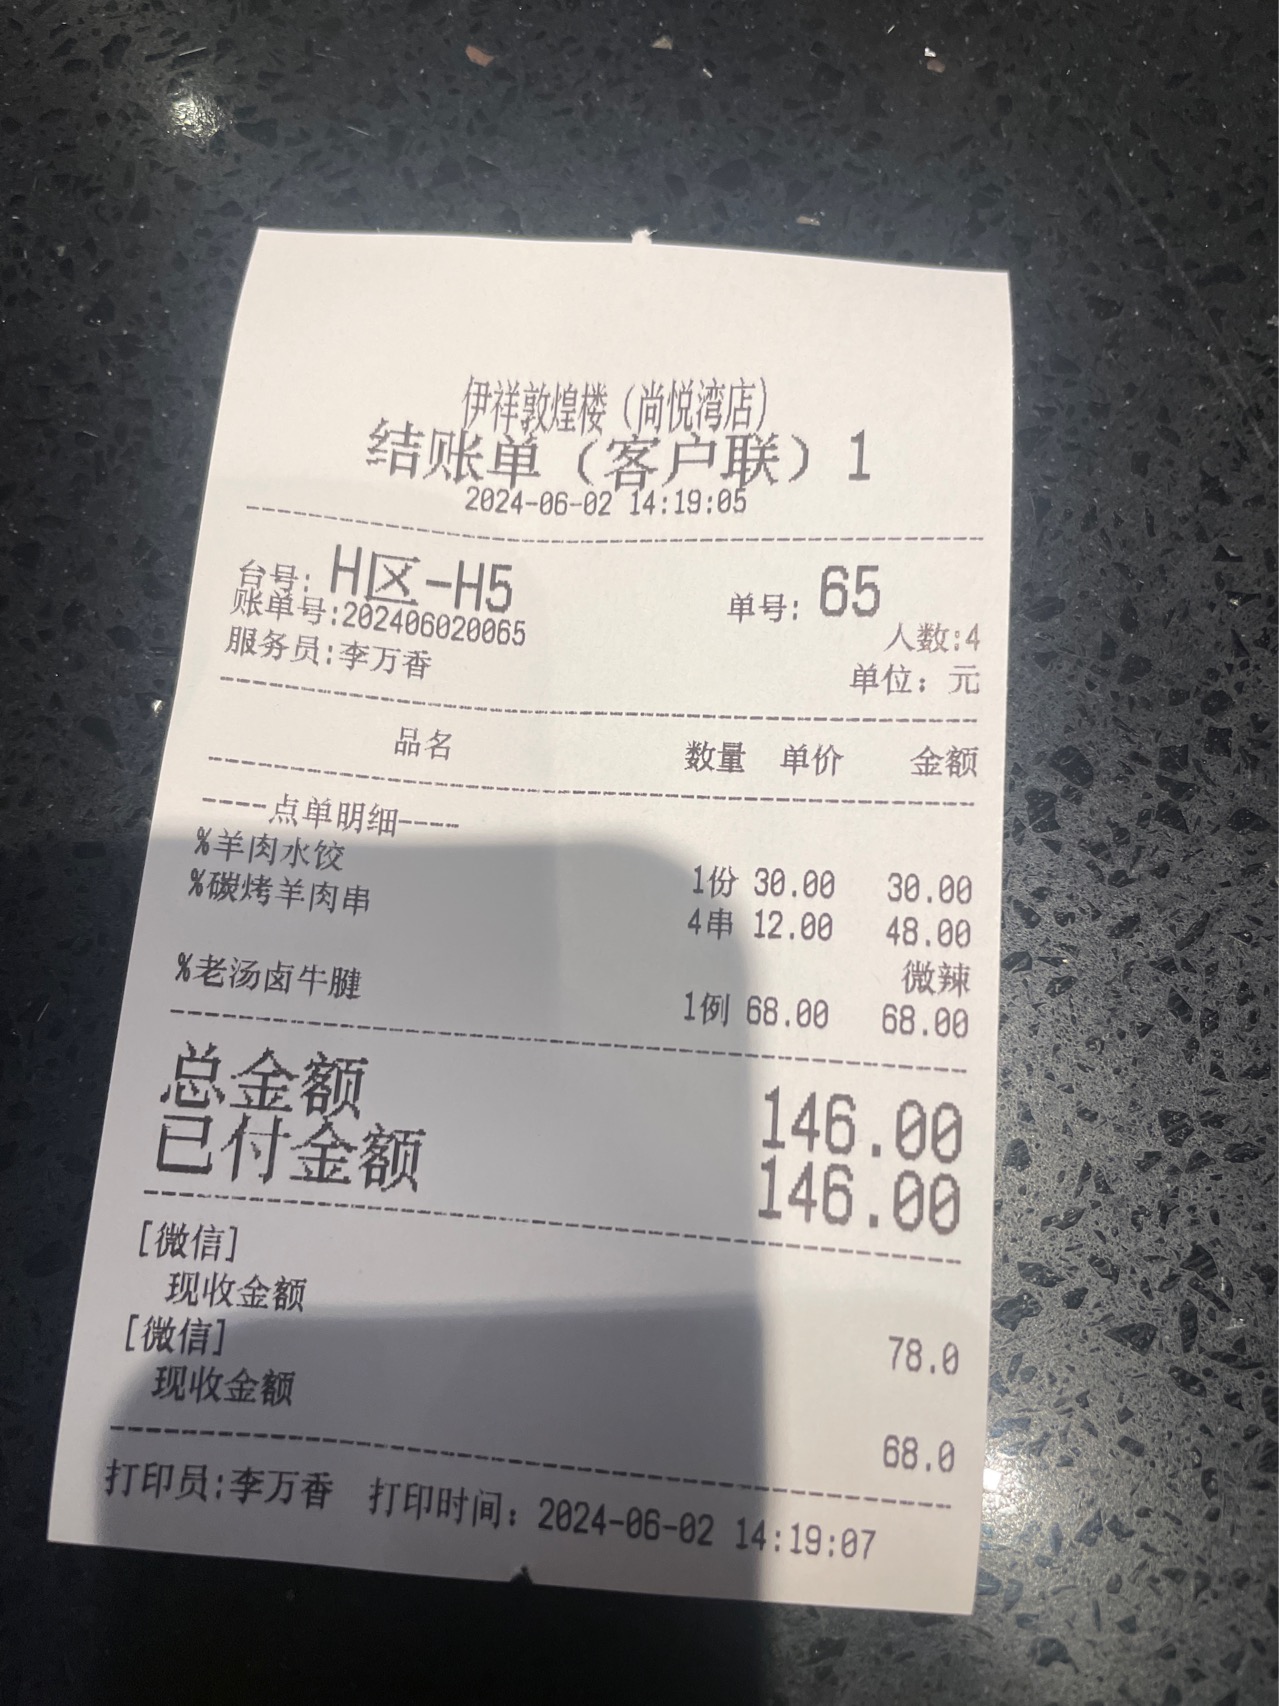 伊祥敦煌楼（尚悦湾店）
结账单（客户联）1
2024-06-02 14:19:05
台号: H区-H5 单号: 65
账单号:202406020065 人数:4
服务员:李万香 单位：元
品名 数量 单价 金额
----点单明细----
%羊肉水饺 1份 30.00 30.00
%碳烤羊肉串 4串 12.00 48.00
微辣
%老汤卤牛腱 1例 68.00 68.00
总金额 146.00
已付金额 146.00
[微信]
现收金额 78.0
[微信]
现收金额 68.0
打印员:李万香 打印时间：2024-06-02 14:19:07